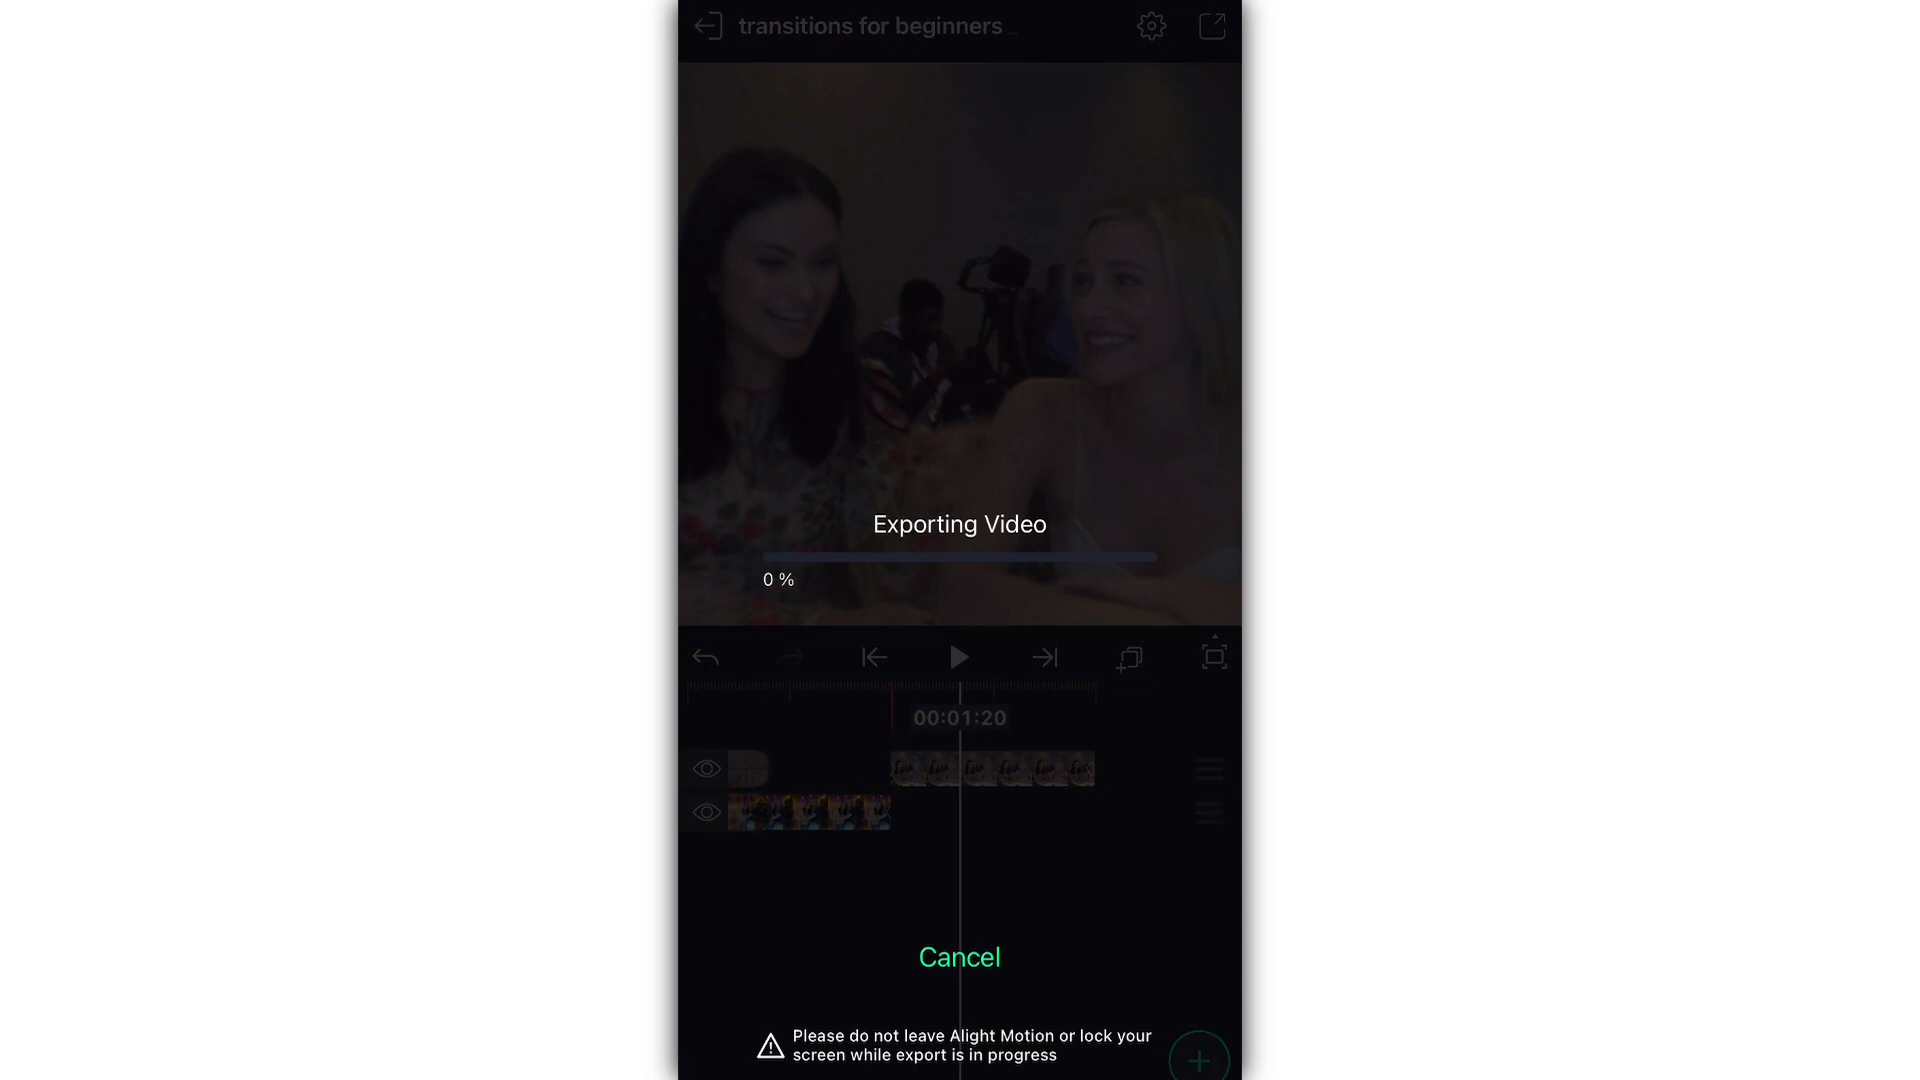 transitions for beginners _
Exporting Video
0 %
00:01:20
Cancel
Please do not leave Alight Motion or lock your
screen while export is in progress